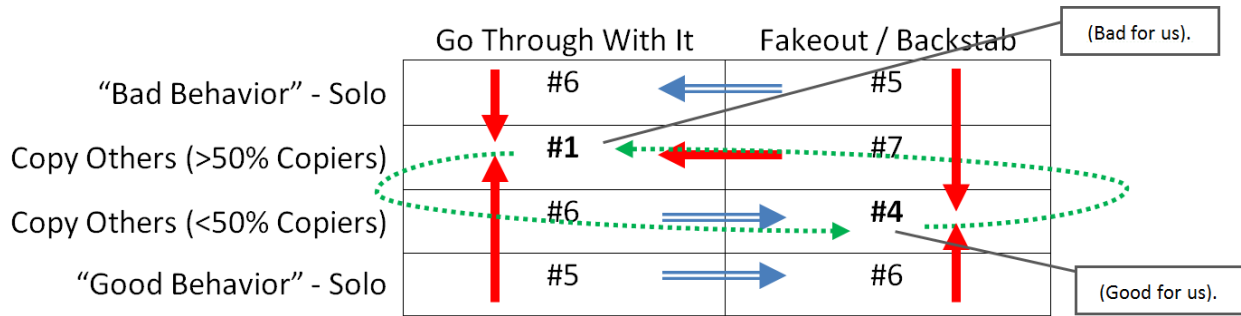 Go Through With It Fakeout / Backstab
(Bad for us).
“Bad Behavior” - Solo #6 #5
Copy Others (>50% Copiers) #1 #7
Copy Others (<50% Copiers) #6 #4
“Good Behavior” - Solo #5 #6
(Good for us).